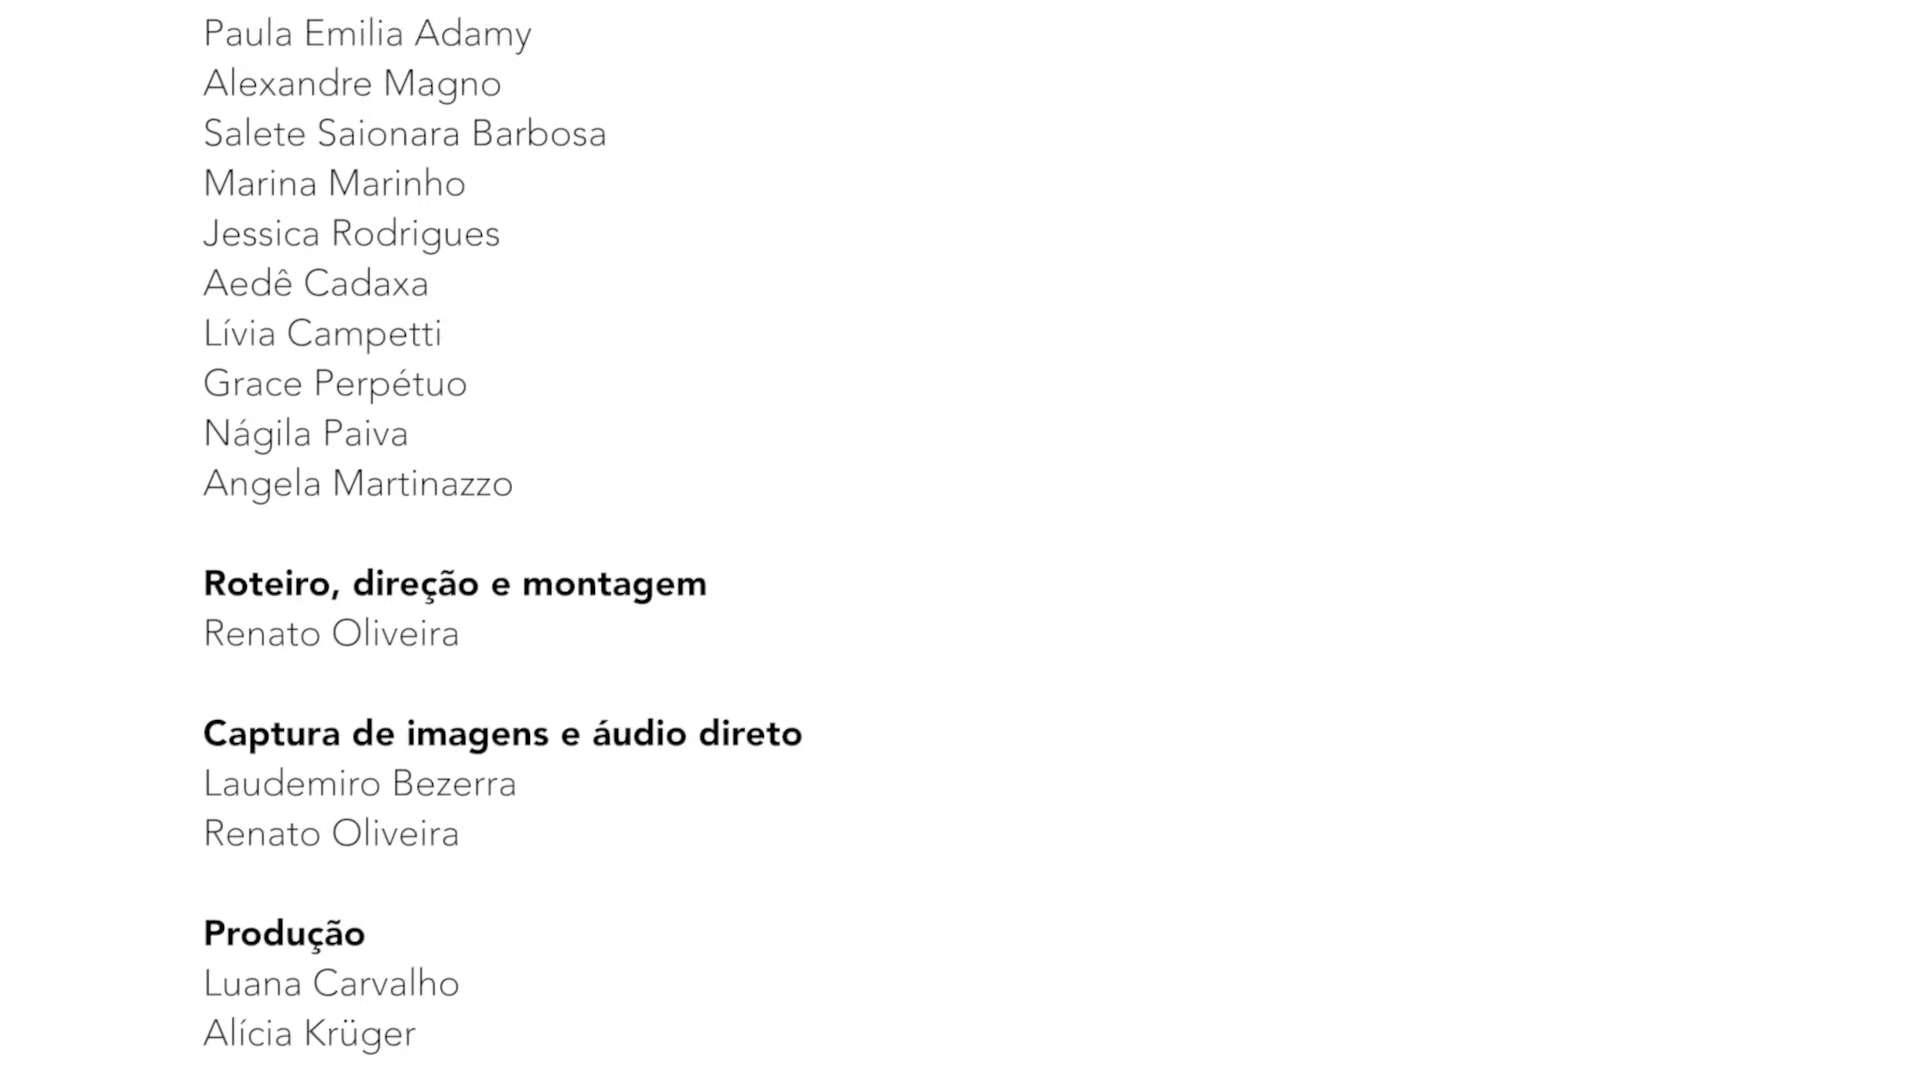 Paula Emilia Adamy
Alexandre Magno
Salete Saionara Barbosa
Marina Marinho
Jessica Rodrigues
Aedê Cadaxa
Lívia Campetti
Grace Perpétuo
Nágila Paiva
Angela Martinazzo
Roteiro, direção e montagem
Renato Oliveira
Captura de imagens e áudio direto
Laudemiro Bezerra
Renato Oliveira
Produção
Luana Carvalho
Alícia Krüger